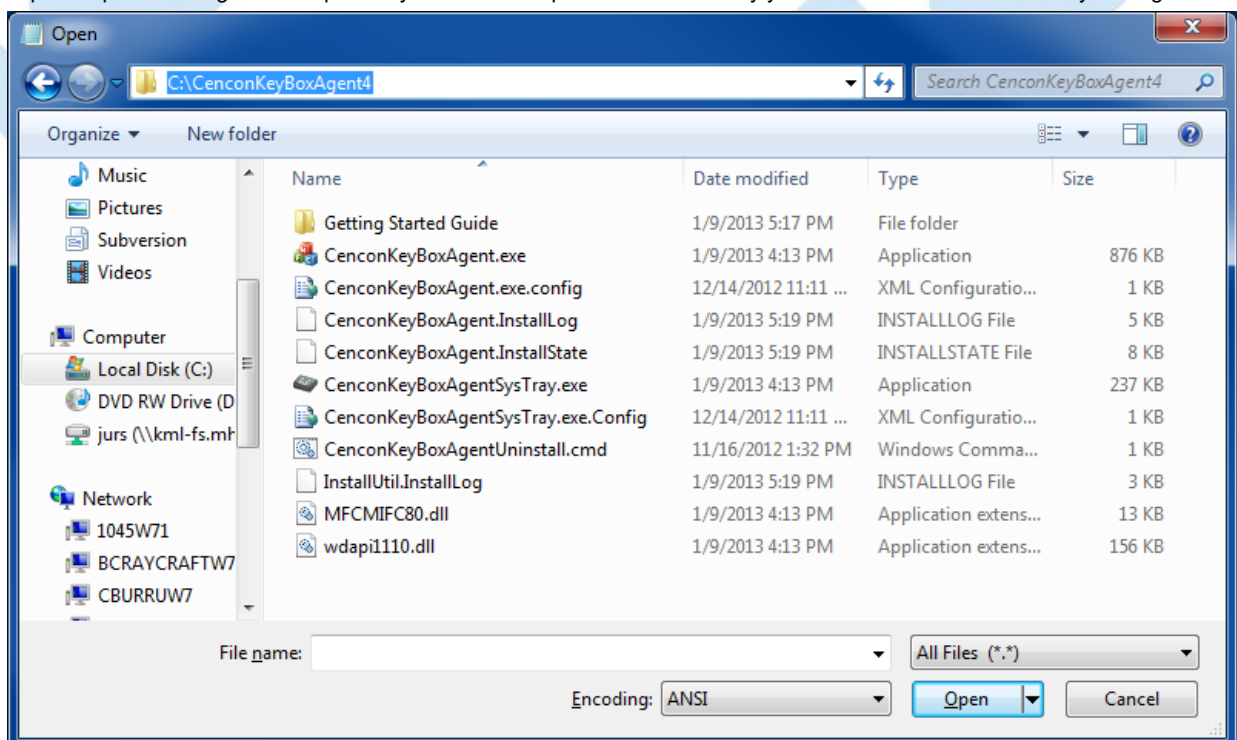 Open
C:\CenconKeyBoxAgent4
Search CenconKeyBoxAgent4
Organize
New folder
Music
Pictures
Subversion
Videos
Computer
Local Disk (C:)
DVD RW Drive (D
jurs (\\kml-fs.mh
Network
1045W71
BCRAYCRAFTW7
CBURRUW7
Name Date modified Type Size
Getting Started Guide 1/9/2013 5:17 PM File folder
CenconKeyBoxAgent.exe 1/9/2013 4:13 PM Application 876 KB
CenconKeyBoxAgent.exe.config 12/14/2012 11:11 ... XML Configuratio... 1 KB
CenconKeyBoxAgent.InstallLog 1/9/2013 5:19 PM INSTALLLOG File 5 KB
CenconKeyBoxAgent.InstallState 1/9/2013 5:19 PM INSTALLSTATE File 8 KB
CenconKeyBoxAgentSysTray.exe 1/9/2013 4:13 PM Application 237 KB
CenconKeyBoxAgentSysTray.exe.Config 12/14/2012 11:11 ... XML Configuratio... 1 KB
CenconKeyBoxAgentUninstall.cmd 11/16/2012 1:32 PM Windows Comma... 1 KB
InstallUtil.InstallLog 1/9/2013 5:19 PM INSTALLLOG File 3 KB
MFCMIFC80.dll 1/9/2013 4:13 PM Application extens... 13 KB
wdapi1110.dll 1/9/2013 4:13 PM Application extens... 156 KB
File name:
All Files (*.*)
Encoding: ANSI
Open
Cancel